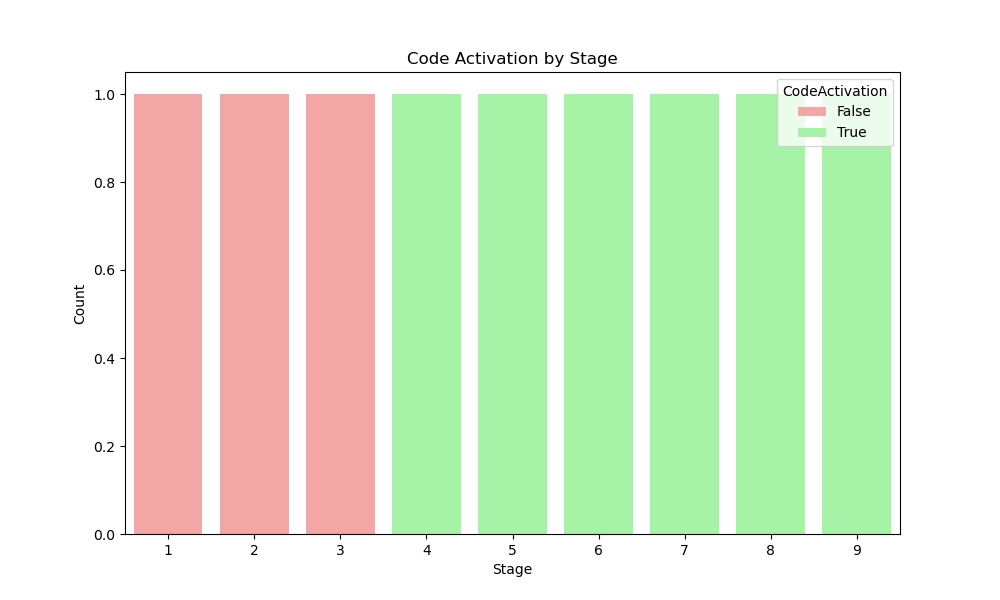 Code Activation by Stage
CodeActivation
False
True
Count
1.0
0.8
0.6
0.4
0.2
0.0
1 2 3 4 5 6 7 8 9
Stage